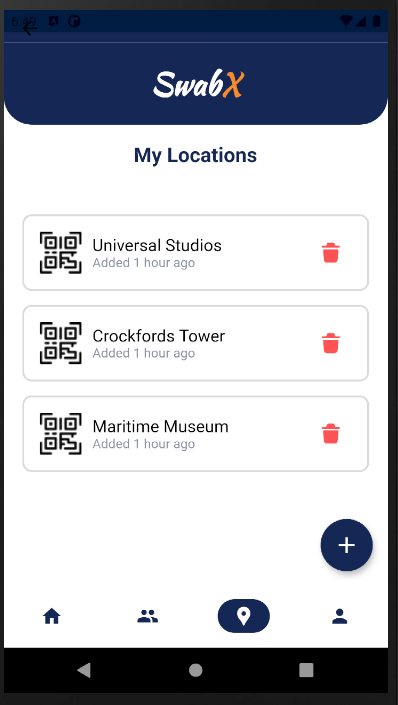 6:49
SwabX
My Locations
Universal Studios
Added 1 hour ago
Crockfords Tower
Added 1 hour ago
Maritime Museum
Added 1 hour ago